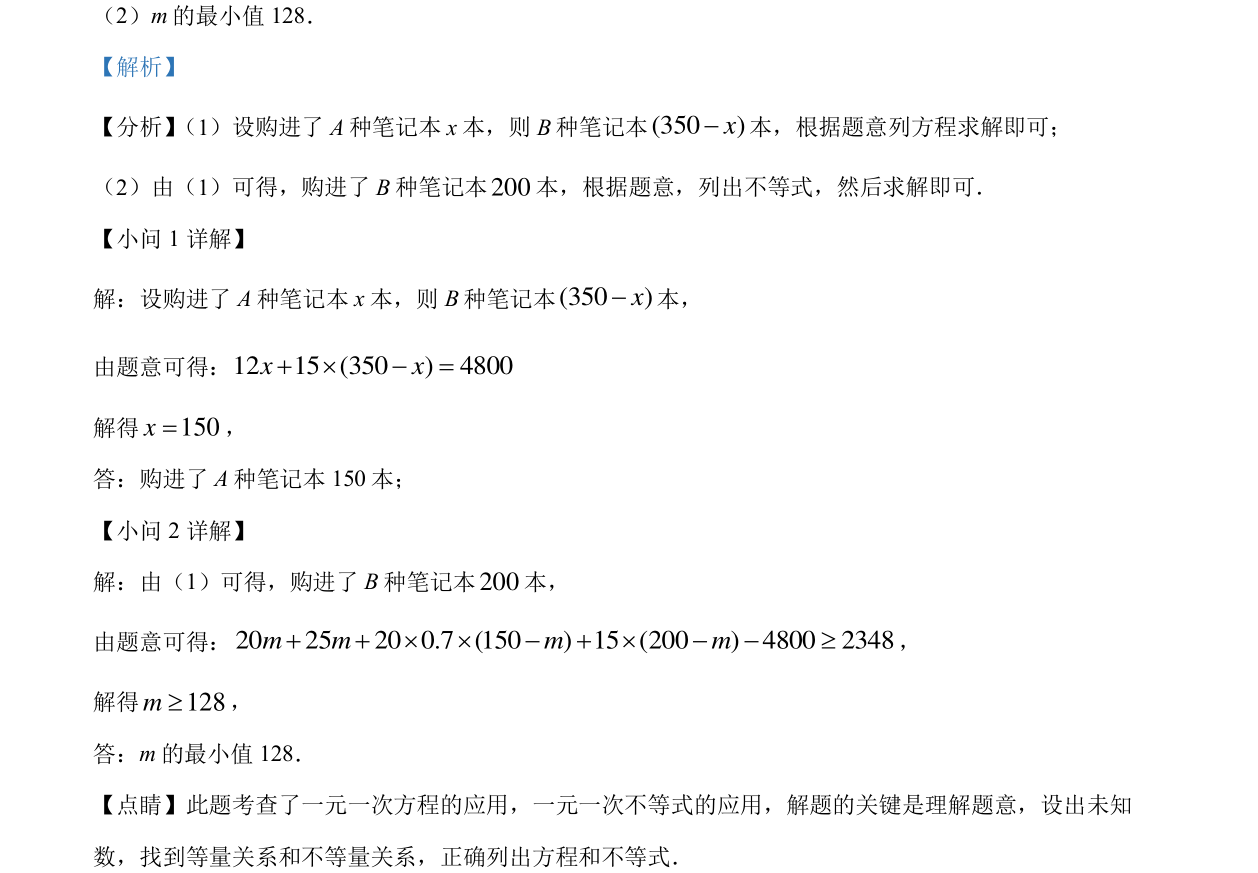 （2）m 的最小值 128．
【解析】
【分析】（1）设购进了 A 种笔记本 x 本，则 B 种笔记本 (350－x) 本，根据题意列方程求解即可；
（2）由（1）可得，购进了 B 种笔记本 200 本，根据题意，列出不等式，然后求解即可．
【小问 1 详解】
解：设购进了 A 种笔记本 x 本，则 B 种笔记本 (350－x) 本，
由题意可得：12x+15×(350－x)=4800
解得 x=150，
答：购进了 A 种笔记本 150 本；
【小问 2 详解】
解：由（1）可得，购进了 B 种笔记本 200 本，
由题意可得：20m+25m+20×0.7×(150－m)+15×(200－m)－4800≥2348，
解得 m≥128，
答：m 的最小值 128．
【点睛】此题考查了一元一次方程的应用，一元一次不等式的应用，解题的关键是理解题意，设出未知
数，找到等量关系和不等量关系，正确列出方程和不等式．